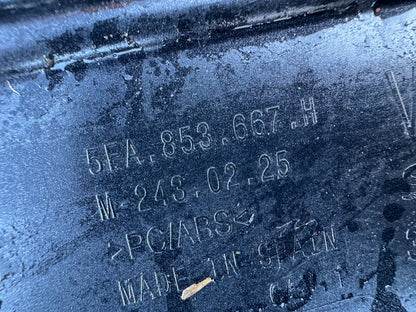 5FA.853.667.H
M 243.02.25
>PC/ABS<
MADE IN SPAIN